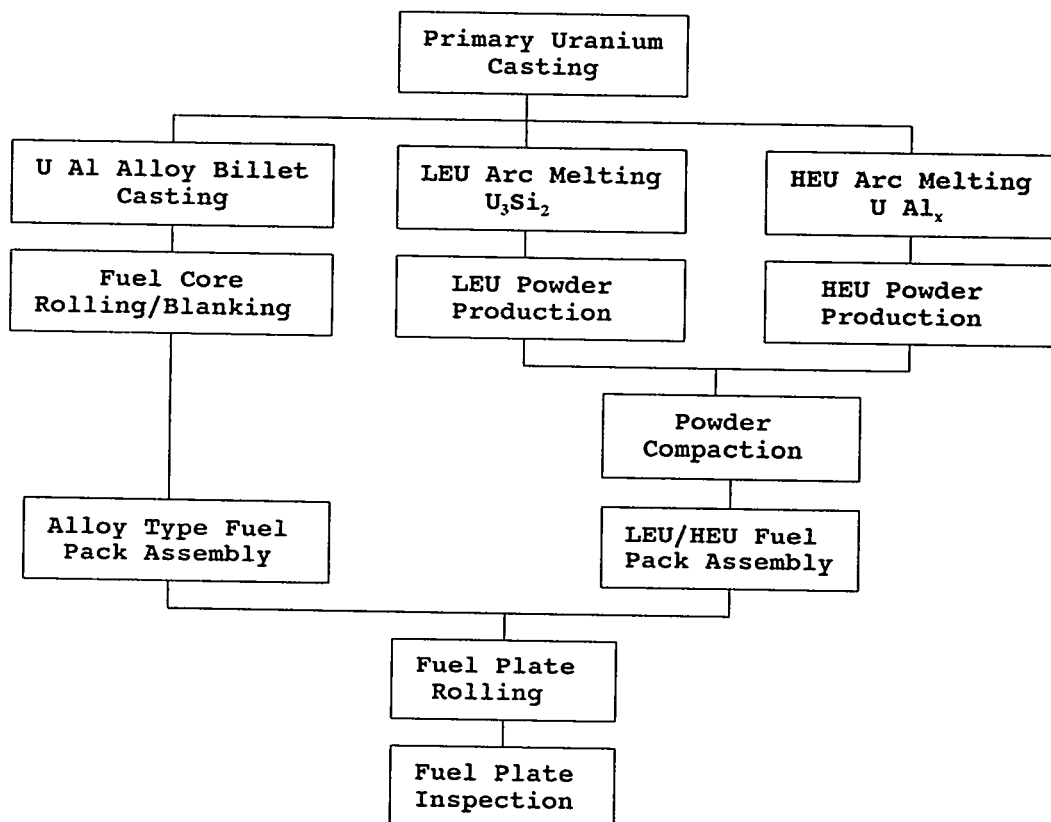 Primary Uranium
Casting
U Al Alloy Billet
Casting
LEU Arc Melting
U₃Si₂
HEU Arc Melting
U Alₓ
Fuel Core
Rolling/Blanking
LEU Powder
Production
HEU Powder
Production
Powder
Compaction
Alloy Type Fuel
Pack Assembly
LEU/HEU Fuel
Pack Assembly
Fuel Plate
Rolling
Fuel Plate
Inspection